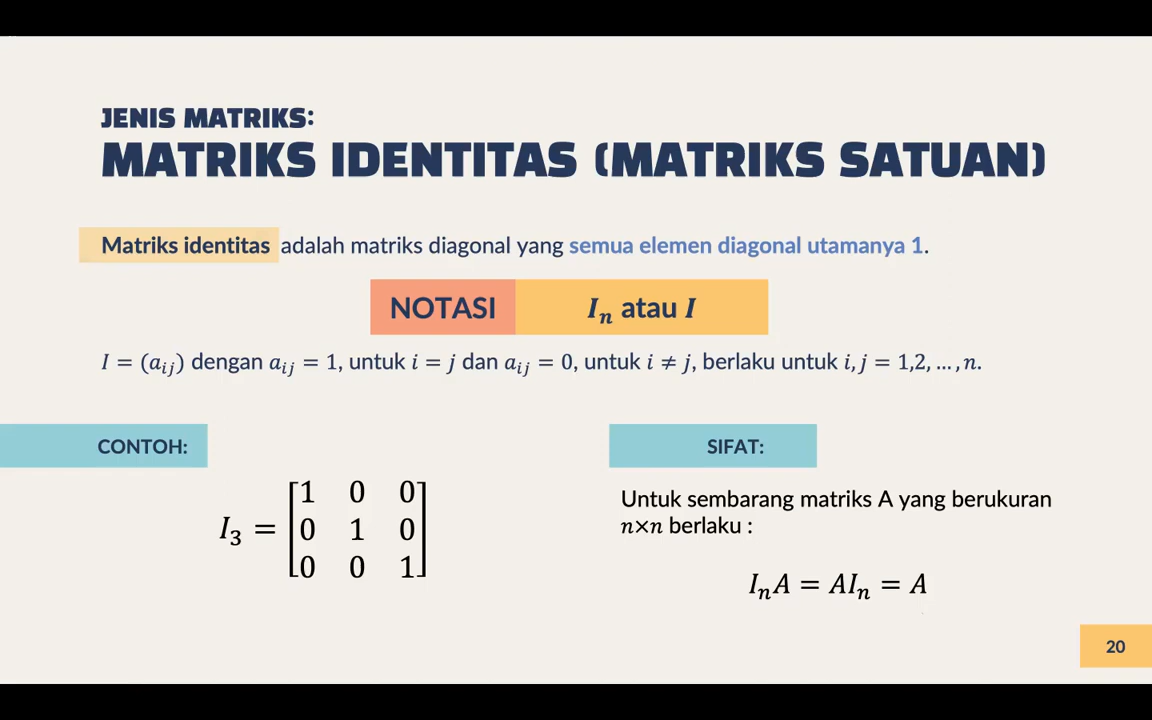 JENIS MATRIKS:
MATRIKS IDENTITAS (MATRIKS SATUAN)
Matriks identitas adalah matriks diagonal yang semua elemen diagonal utamanya 1.
NOTASI
Iₙ atau I
I = (aᵢⱼ) dengan aᵢⱼ = 1, untuk i = j dan aᵢⱼ = 0, untuk i ≠ j, berlaku untuk i, j = 1,2, … , n.
CONTOH:
I₃ =
1 0 0
0 1 0
0 0 1
SIFAT:
Untuk sembarang matriks A yang berukuran
n×n berlaku :
IₙA = AIₙ = A
20